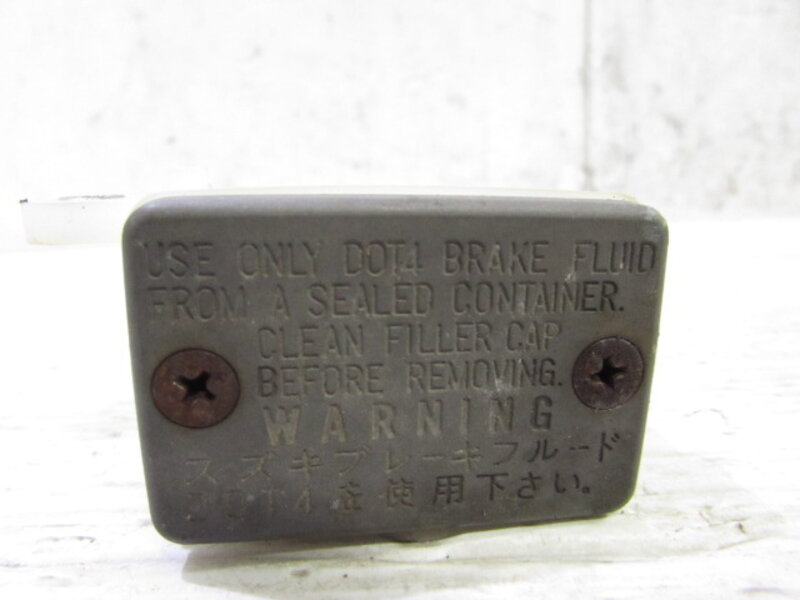 USE ONLY DOT4 BRAKE FLUID
FROM A SEALED CONTAINER.
CLEAN FILLER CAP
BEFORE REMOVING.
WARNING
スズキブレーキフルード
DOT4を使用下さい。